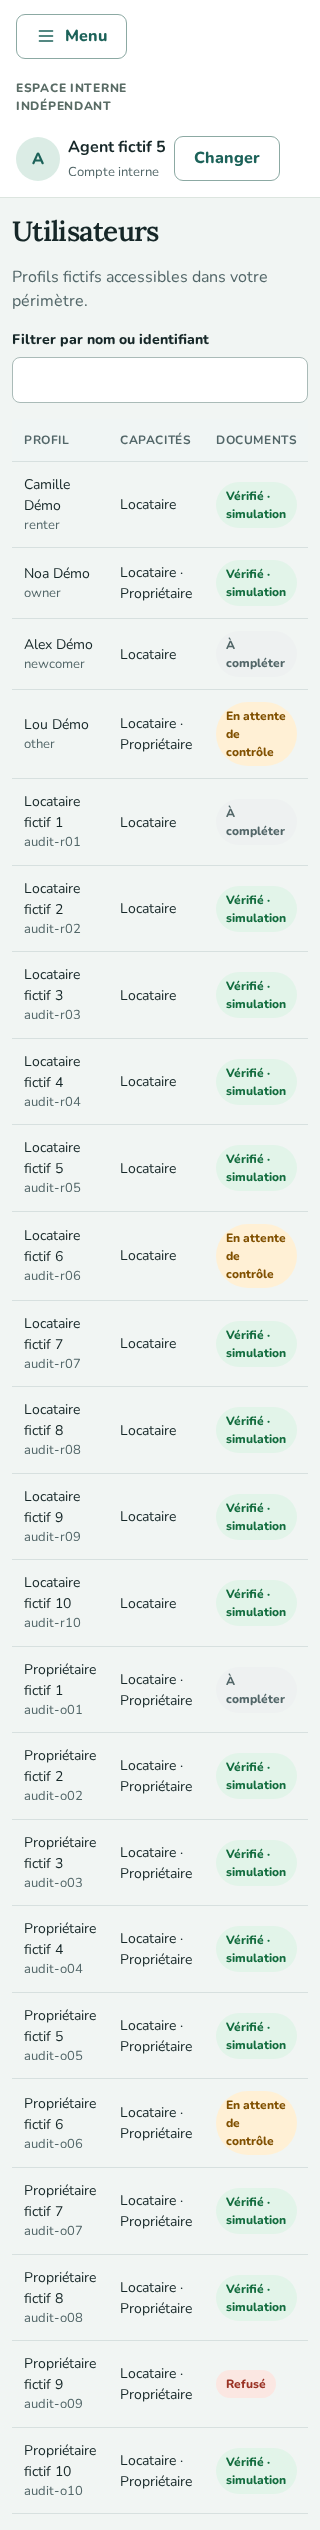 Menu
ESPACE INTERNE
INDÉPENDANT
A
Agent fictif 5
Compte interne
Changer
Utilisateurs
Profils fictifs accessibles dans votre
périmètre.
Filtrer par nom ou identifiant
PROFIL CAPACITÉS DOCUMENTS
Camille
Démo
renter
Locataire
Vérifié ·
simulation
Noa Démo
owner
Locataire ·
Propriétaire
Vérifié ·
simulation
Alex Démo
newcomer
Locataire
À
compléter
Lou Démo
other
Locataire ·
Propriétaire
En attente
de
contrôle
Locataire
fictif 1
audit-r01
Locataire
À
compléter
Locataire
fictif 2
audit-r02
Locataire
Vérifié ·
simulation
Locataire
fictif 3
audit-r03
Locataire
Vérifié ·
simulation
Locataire
fictif 4
audit-r04
Locataire
Vérifié ·
simulation
Locataire
fictif 5
audit-r05
Locataire
Vérifié ·
simulation
Locataire
fictif 6
audit-r06
Locataire
En attente
de
contrôle
Locataire
fictif 7
audit-r07
Locataire
Vérifié ·
simulation
Locataire
fictif 8
audit-r08
Locataire
Vérifié ·
simulation
Locataire
fictif 9
audit-r09
Locataire
Vérifié ·
simulation
Locataire
fictif 10
audit-r10
Locataire
Vérifié ·
simulation
Propriétaire
fictif 1
audit-o01
Locataire ·
Propriétaire
À
compléter
Propriétaire
fictif 2
audit-o02
Locataire ·
Propriétaire
Vérifié ·
simulation
Propriétaire
fictif 3
audit-o03
Locataire ·
Propriétaire
Vérifié ·
simulation
Propriétaire
fictif 4
audit-o04
Locataire ·
Propriétaire
Vérifié ·
simulation
Propriétaire
fictif 5
audit-o05
Locataire ·
Propriétaire
Vérifié ·
simulation
Propriétaire
fictif 6
audit-o06
Locataire ·
Propriétaire
En attente
de
contrôle
Propriétaire
fictif 7
audit-o07
Locataire ·
Propriétaire
Vérifié ·
simulation
Propriétaire
fictif 8
audit-o08
Locataire ·
Propriétaire
Vérifié ·
simulation
Propriétaire
fictif 9
audit-o09
Locataire ·
Propriétaire
Refusé
Propriétaire
fictif 10
audit-o10
Locataire ·
Propriétaire
Vérifié ·
simulation